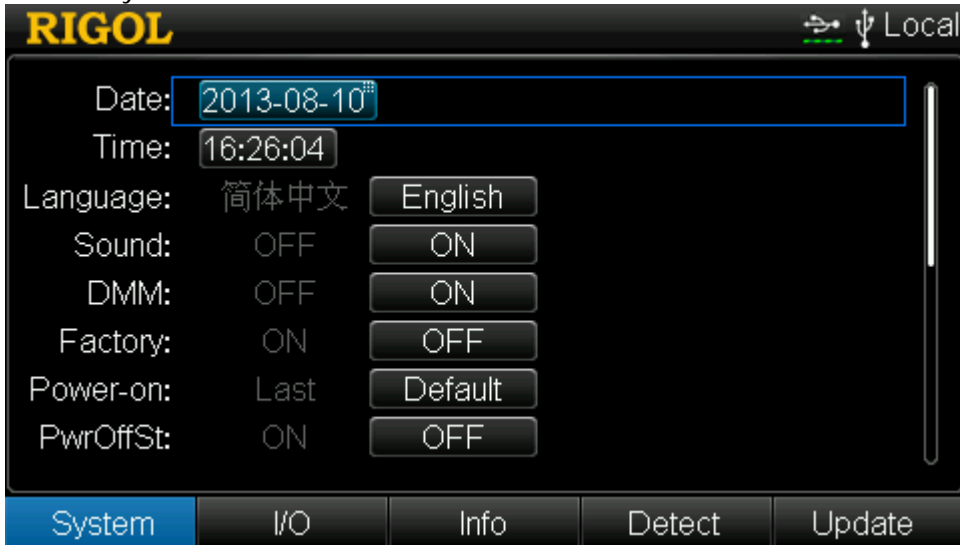 RIGOL Local
Date: 2013-08-10
Time: 16:26:04
Language: 简体中文 English
Sound: OFF ON
DMM: OFF ON
Factory: ON OFF
Power-on: Last Default
PwrOffSt: ON OFF
System I/O Info Detect Update